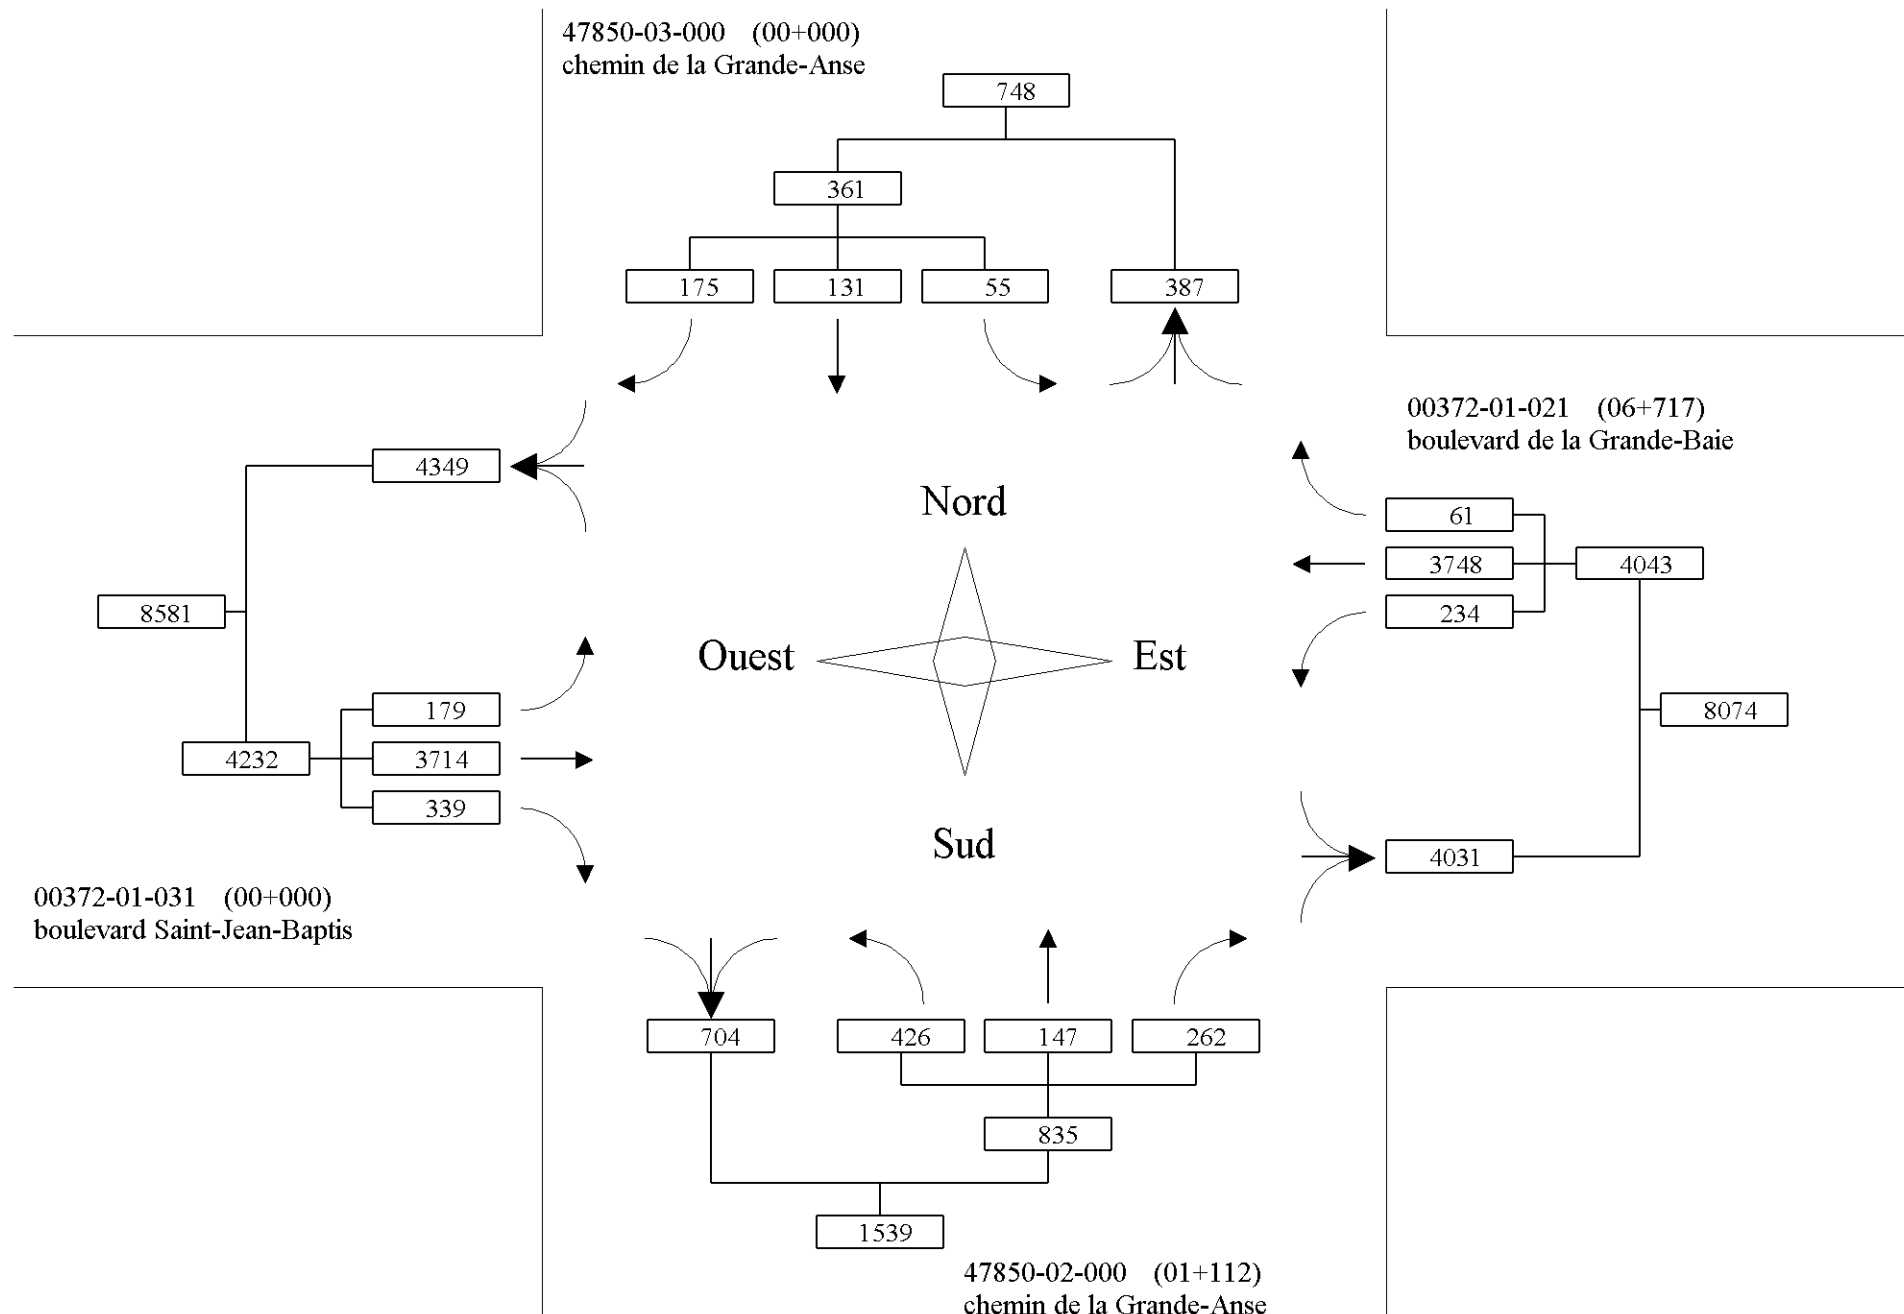 47850-03-000 (00+000)
chemin de la Grande-Anse
748
361
175 131 55 387
00372-01-021 (06+717)
boulevard de la Grande-Baie
4349
Nord
61
3748 4043
234
8581
Ouest Est
179
8074
4232 3714
339
Sud
4031
00372-01-031 (00+000)
boulevard Saint-Jean-Baptis
704 426 147 262
835
1539
47850-02-000 (01+112)
chemin de la Grande-Anse